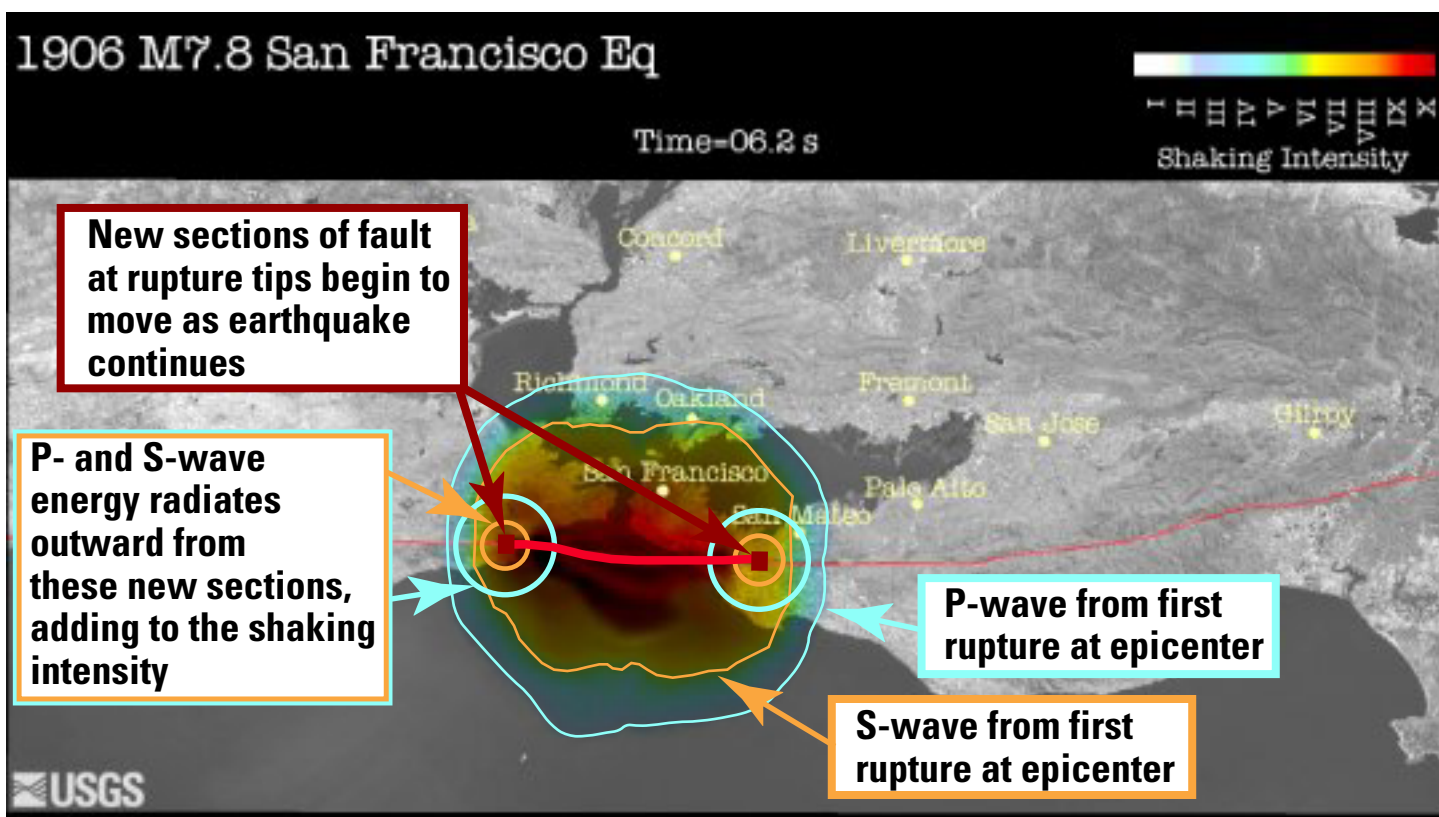 1906 M7.8 San Francisco Eq
Time=06.2 s
I II III IV V VI VII VIII IX X
Shaking Intensity
New sections of fault
at rupture tips begin to
move as earthquake
continues
Concord
Livermore
Richmond
Oakland
Fremont
San Jose
Gilroy
P- and S-wave
energy radiates
outward from
these new sections,
adding to the shaking
intensity
San Francisco
Palo Alto
San Mateo
P-wave from first
rupture at epicenter
S-wave from first
rupture at epicenter
USGS